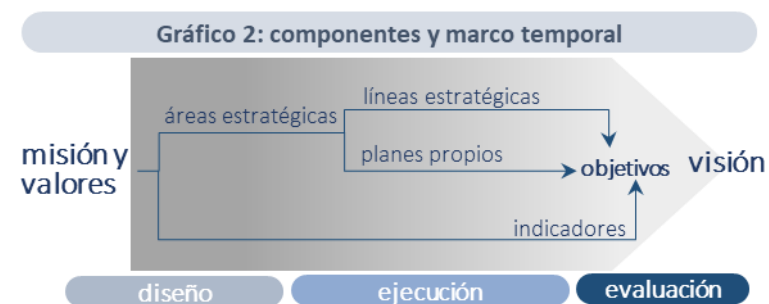 Gráfico 2: componentes y marco temporal
líneas estratégicas
áreas estratégicas
misión y
valores
planes propios
objetivos
visión
indicadores
diseño
ejecución
evaluación